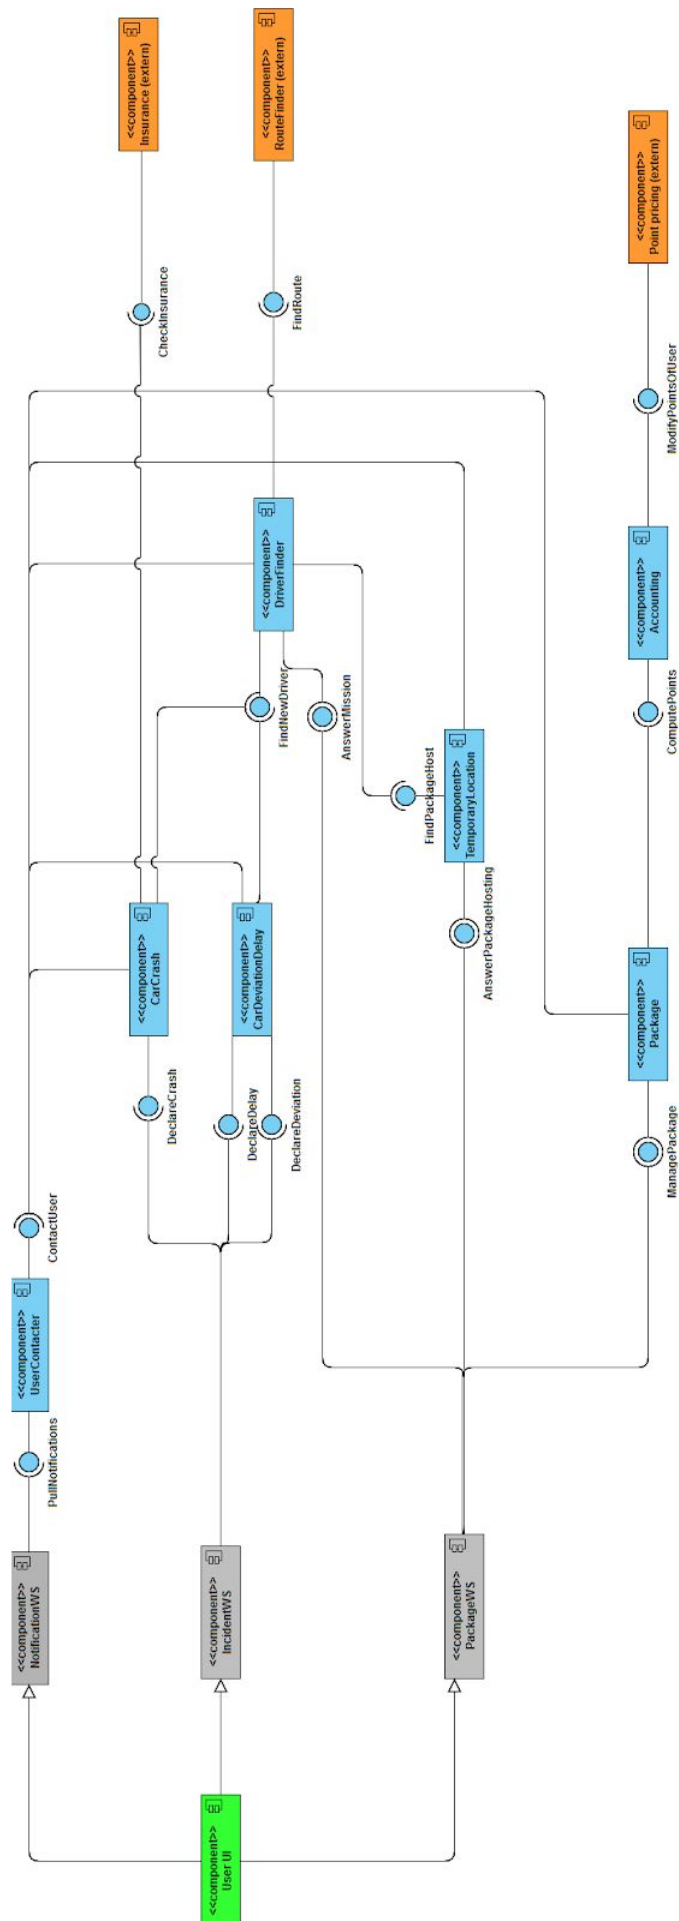 <<component>>
Insurance (extern)
<<component>>
RouteFinder (extern)
<<component>>
Point pricing (extern)
CheckInsurance
FindRoute
ModifyPointsOfUser
<<component>>
DriverFinder
<<component>>
Accounting
FindNewDriver
AnswerMission
ComputePoints
FindPackageHost
<<component>>
TemporaryLocation
<<component>>
CarCrash
<<component>>
CarDeviationDelay
AnswerPackageHosting
<<component>>
Package
DeclareCrash
DeclareDelay
DeclareDeviation
ManagePackage
ContactUser
<<component>>
UserContacter
PullNotifications
<<component>>
NotificationWS
<<component>>
IncidentWS
<<component>>
PackageWS
<<component>>
User UI